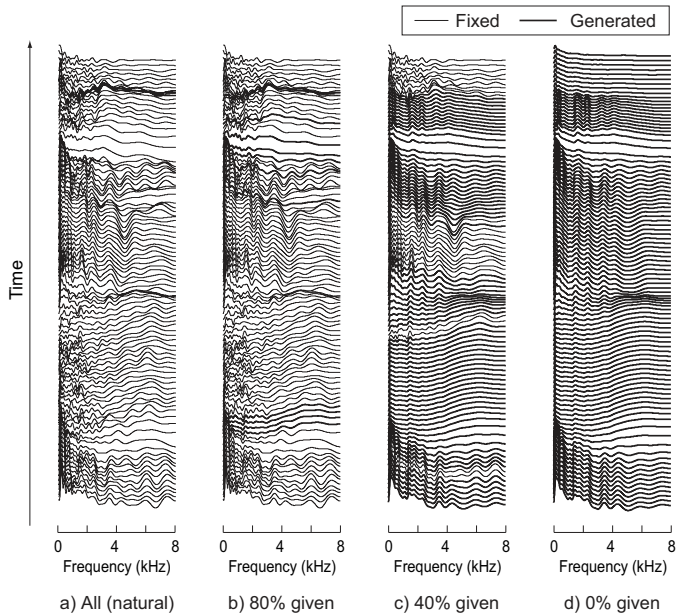 Fixed Generated
Time
0 4 8 0 4 8 0 4 8 0 4 8
Frequency (kHz) Frequency (kHz) Frequency (kHz) Frequency (kHz)
a) All (natural) b) 80% given c) 40% given d) 0% given